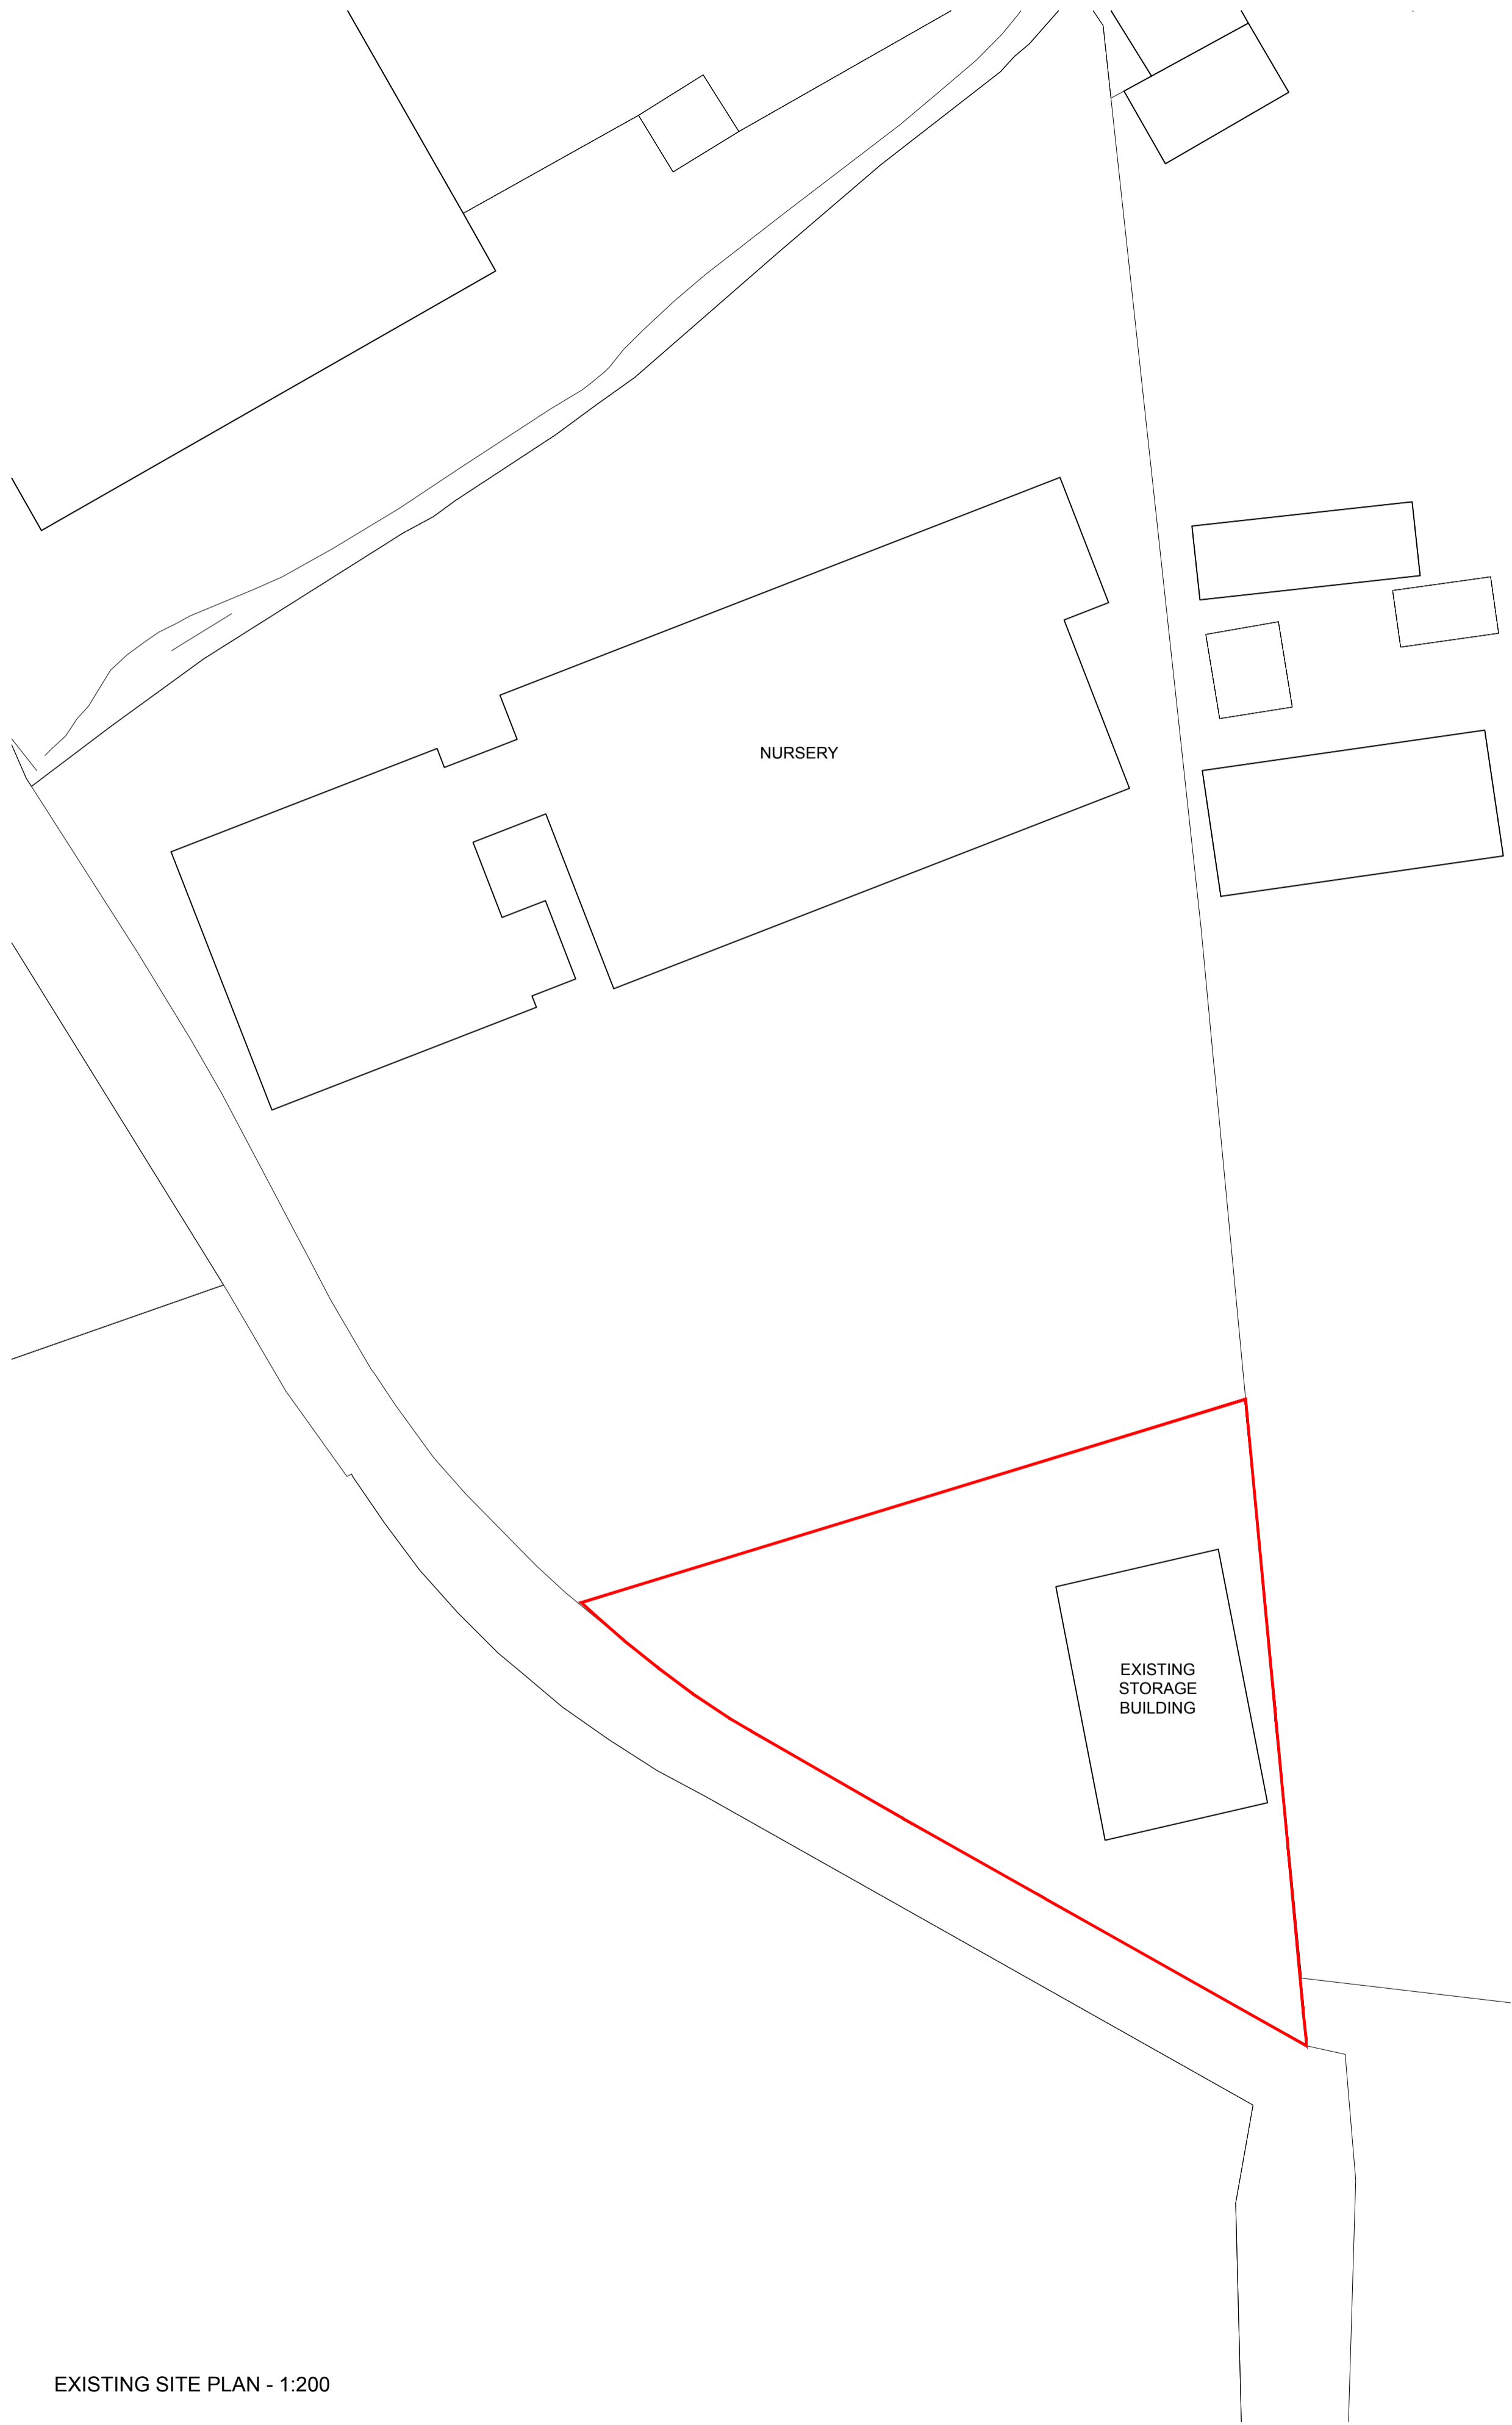 NURSERY
EXISTING
STORAGE
BUILDING
EXISTING SITE PLAN - 1:200